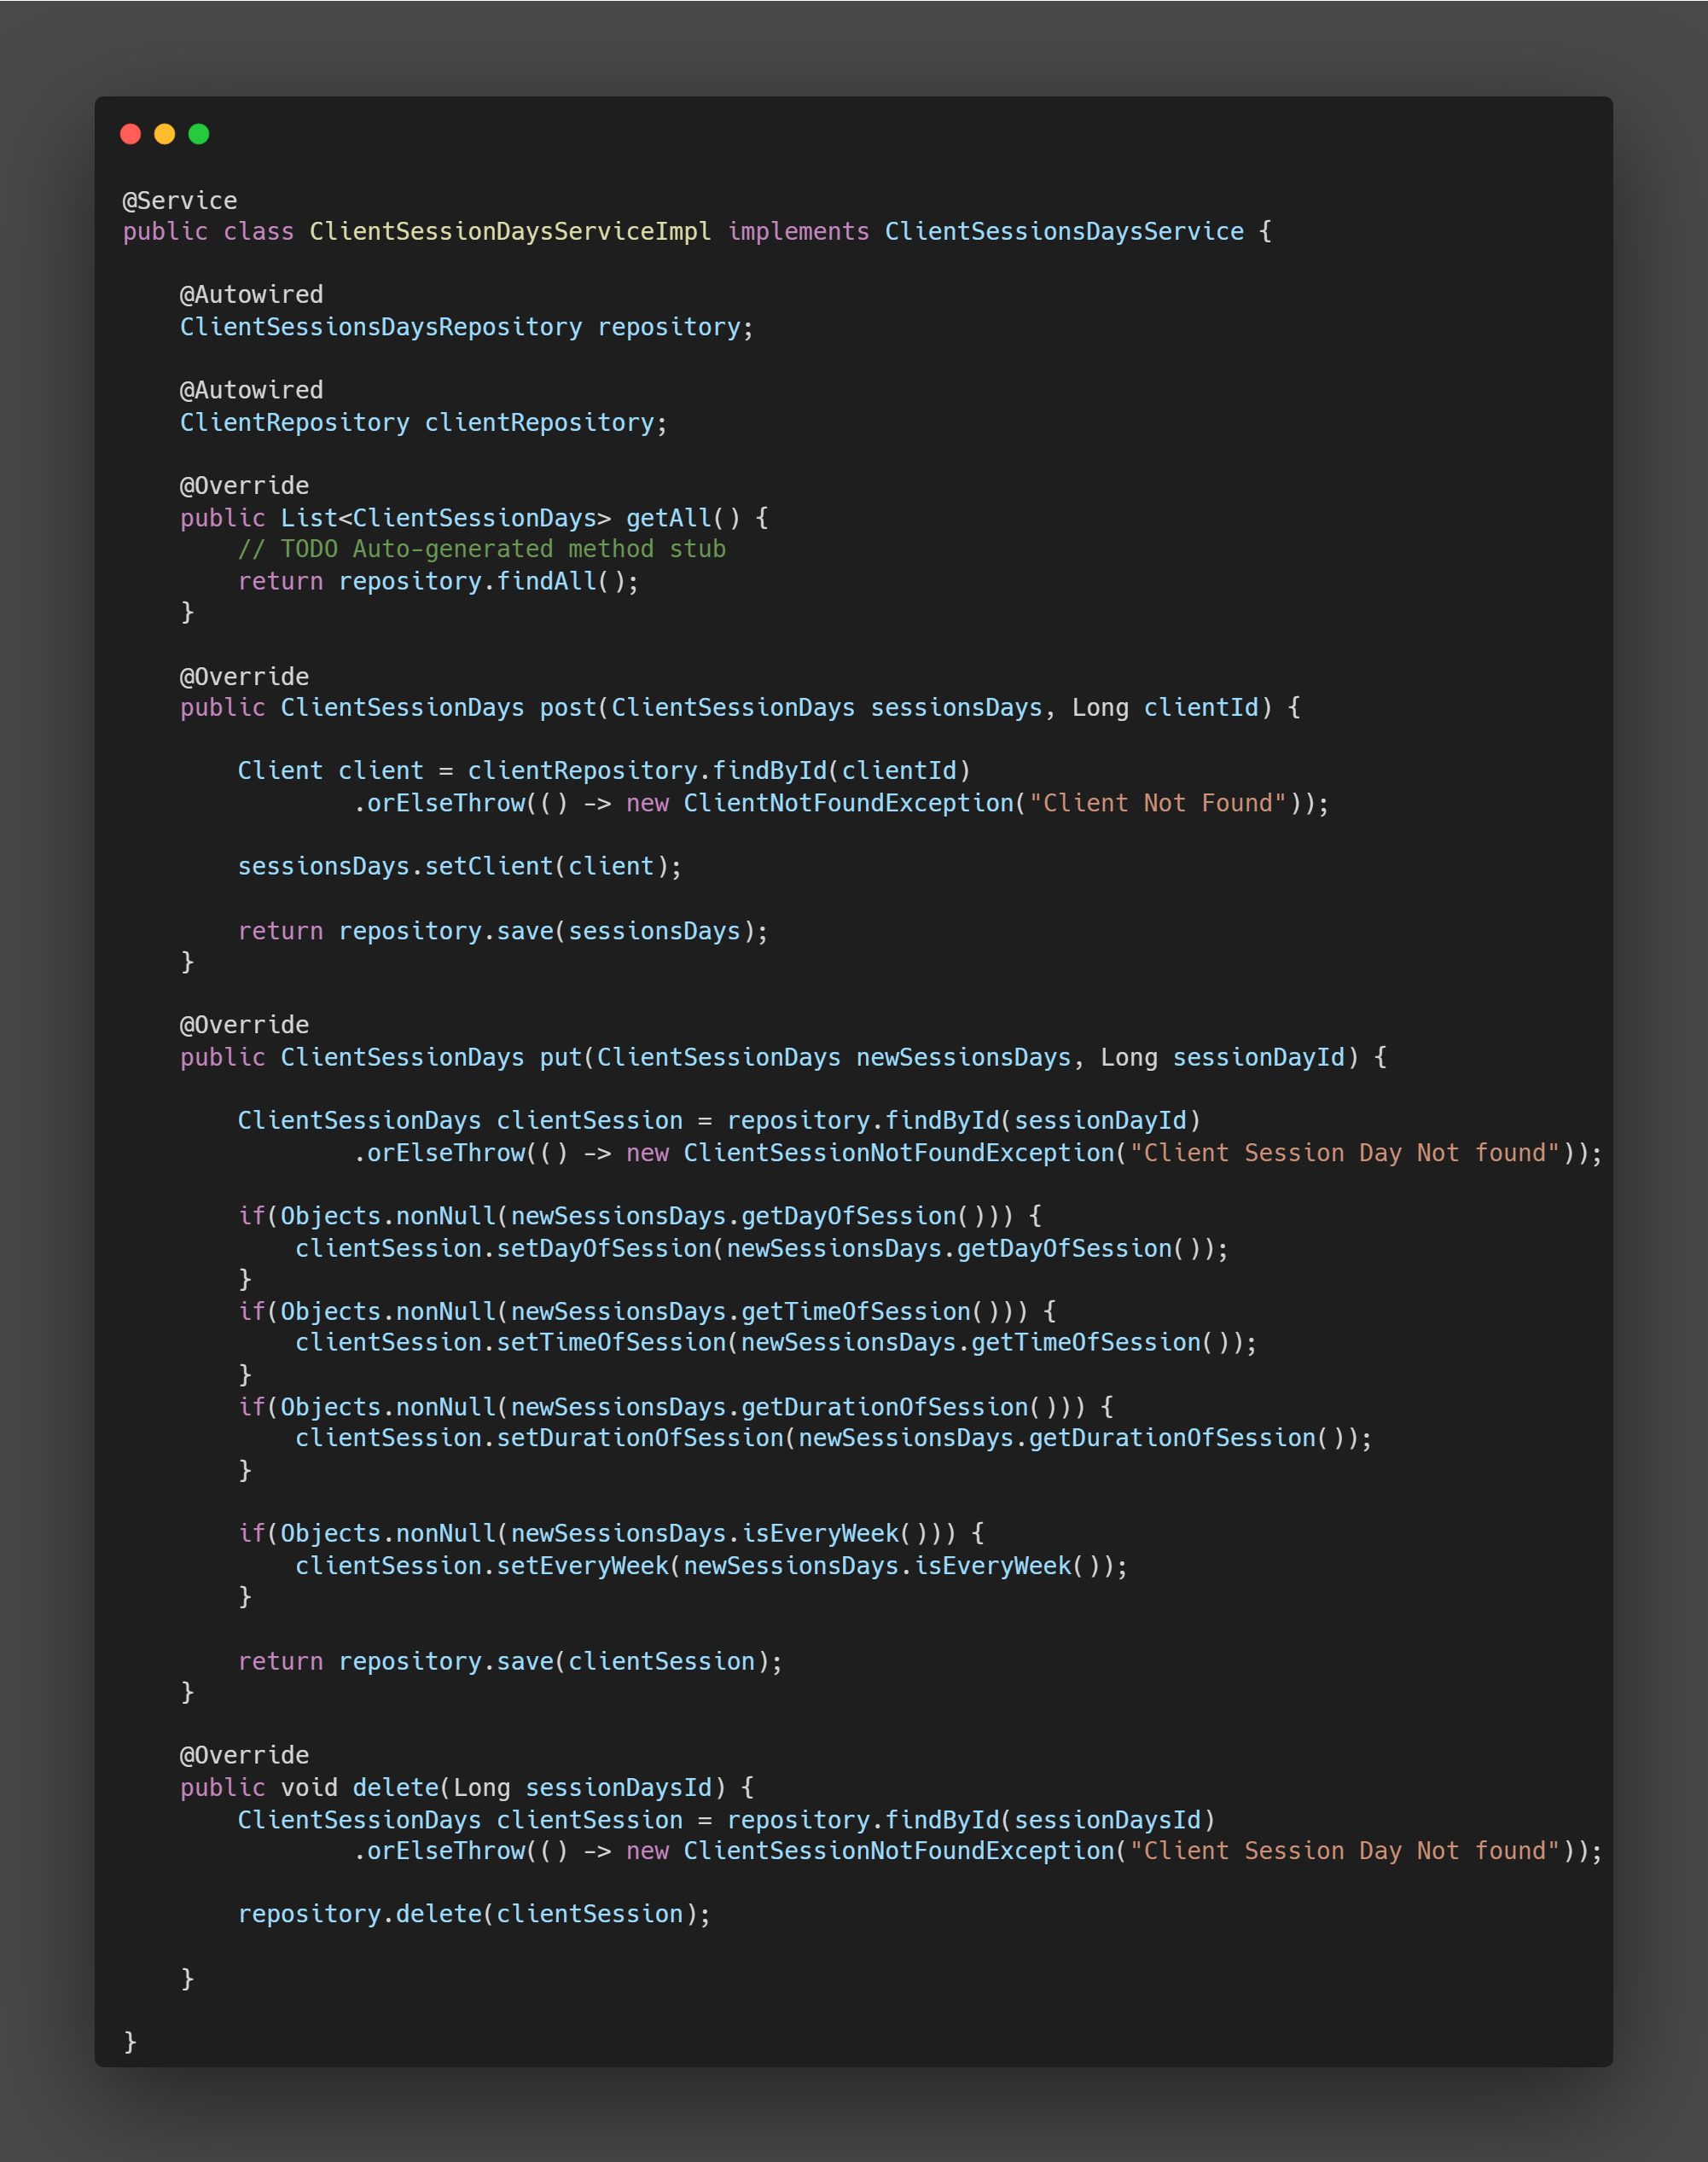 @Service
public class ClientSessionDaysServiceImpl implements ClientSessionsDaysService {
@Autowired
ClientSessionsDaysRepository repository;
@Autowired
ClientRepository clientRepository;
@Override
public List<ClientSessionDays> getAll() {
// TODO Auto-generated method stub
return repository.findAll();
}
@Override
public ClientSessionDays post(ClientSessionDays sessionsDays, Long clientId) {
Client client = clientRepository.findById(clientId)
.orElseThrow(() -> new ClientNotFoundException("Client Not Found"));
sessionsDays.setClient(client);
return repository.save(sessionsDays);
}
@Override
public ClientSessionDays put(ClientSessionDays newSessionsDays, Long sessionDayId) {
ClientSessionDays clientSession = repository.findById(sessionDayId)
.orElseThrow(() -> new ClientSessionNotFoundException("Client Session Day Not found"));
if(Objects.nonNull(newSessionsDays.getDayOfSession())) {
clientSession.setDayOfSession(newSessionsDays.getDayOfSession());
}
if(Objects.nonNull(newSessionsDays.getTimeOfSession())) {
clientSession.setTimeOfSession(newSessionsDays.getTimeOfSession());
}
if(Objects.nonNull(newSessionsDays.getDurationOfSession())) {
clientSession.setDurationOfSession(newSessionsDays.getDurationOfSession());
}
if(Objects.nonNull(newSessionsDays.isEveryWeek())) {
clientSession.setEveryWeek(newSessionsDays.isEveryWeek());
}
return repository.save(clientSession);
}
@Override
public void delete(Long sessionDaysId) {
ClientSessionDays clientSession = repository.findById(sessionDaysId)
.orElseThrow(() -> new ClientSessionNotFoundException("Client Session Day Not found"));
repository.delete(clientSession);
}
}